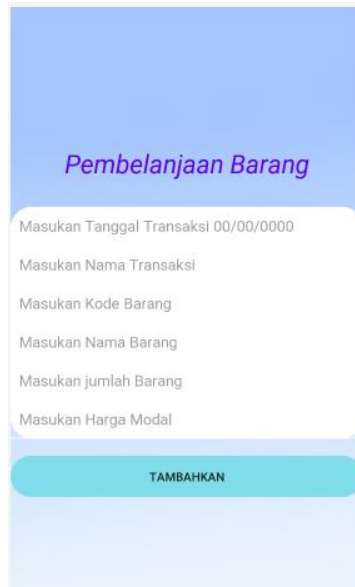 Pembelanjaan Barang
Masukan Tanggal Transaksi 00/00/0000
Masukan Nama Transaksi
Masukan Kode Barang
Masukan Nama Barang
Masukan jumlah Barang
Masukan Harga Modal
TAMBAHKAN